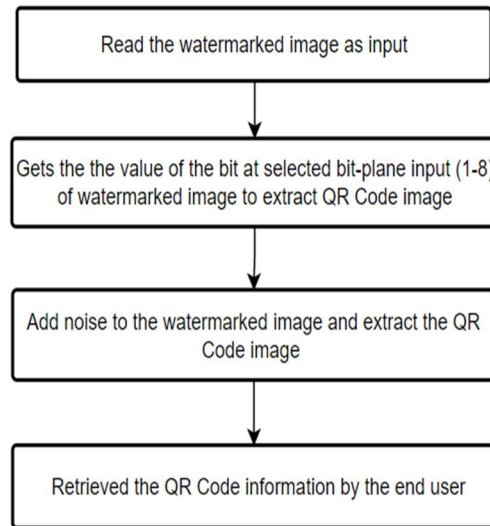 Read the watermarked image as input
Gets the the value of the bit at selected bit-plane input (1-8)
of watermarked image to extract QR Code image
Add noise to the watermarked image and extract the QR
Code image
Retrieved the QR Code information by the end user